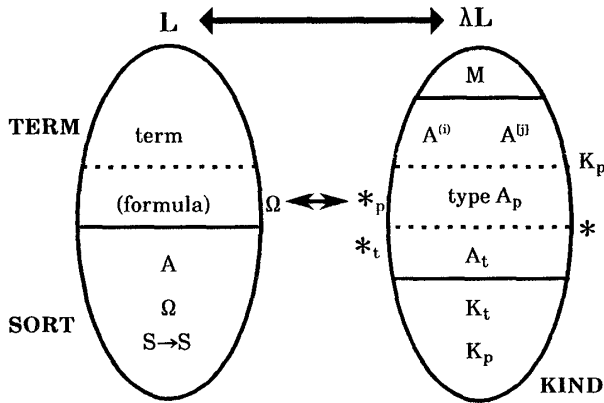 L λL
M
TERM term A⁽ⁱ⁾ A⁽ʲ⁾
Kₚ
(formula) Ω *ₚ type Aₚ
*
*ₜ
A Aₜ
Ω Kₜ
SORT S→S Kₚ
KIND